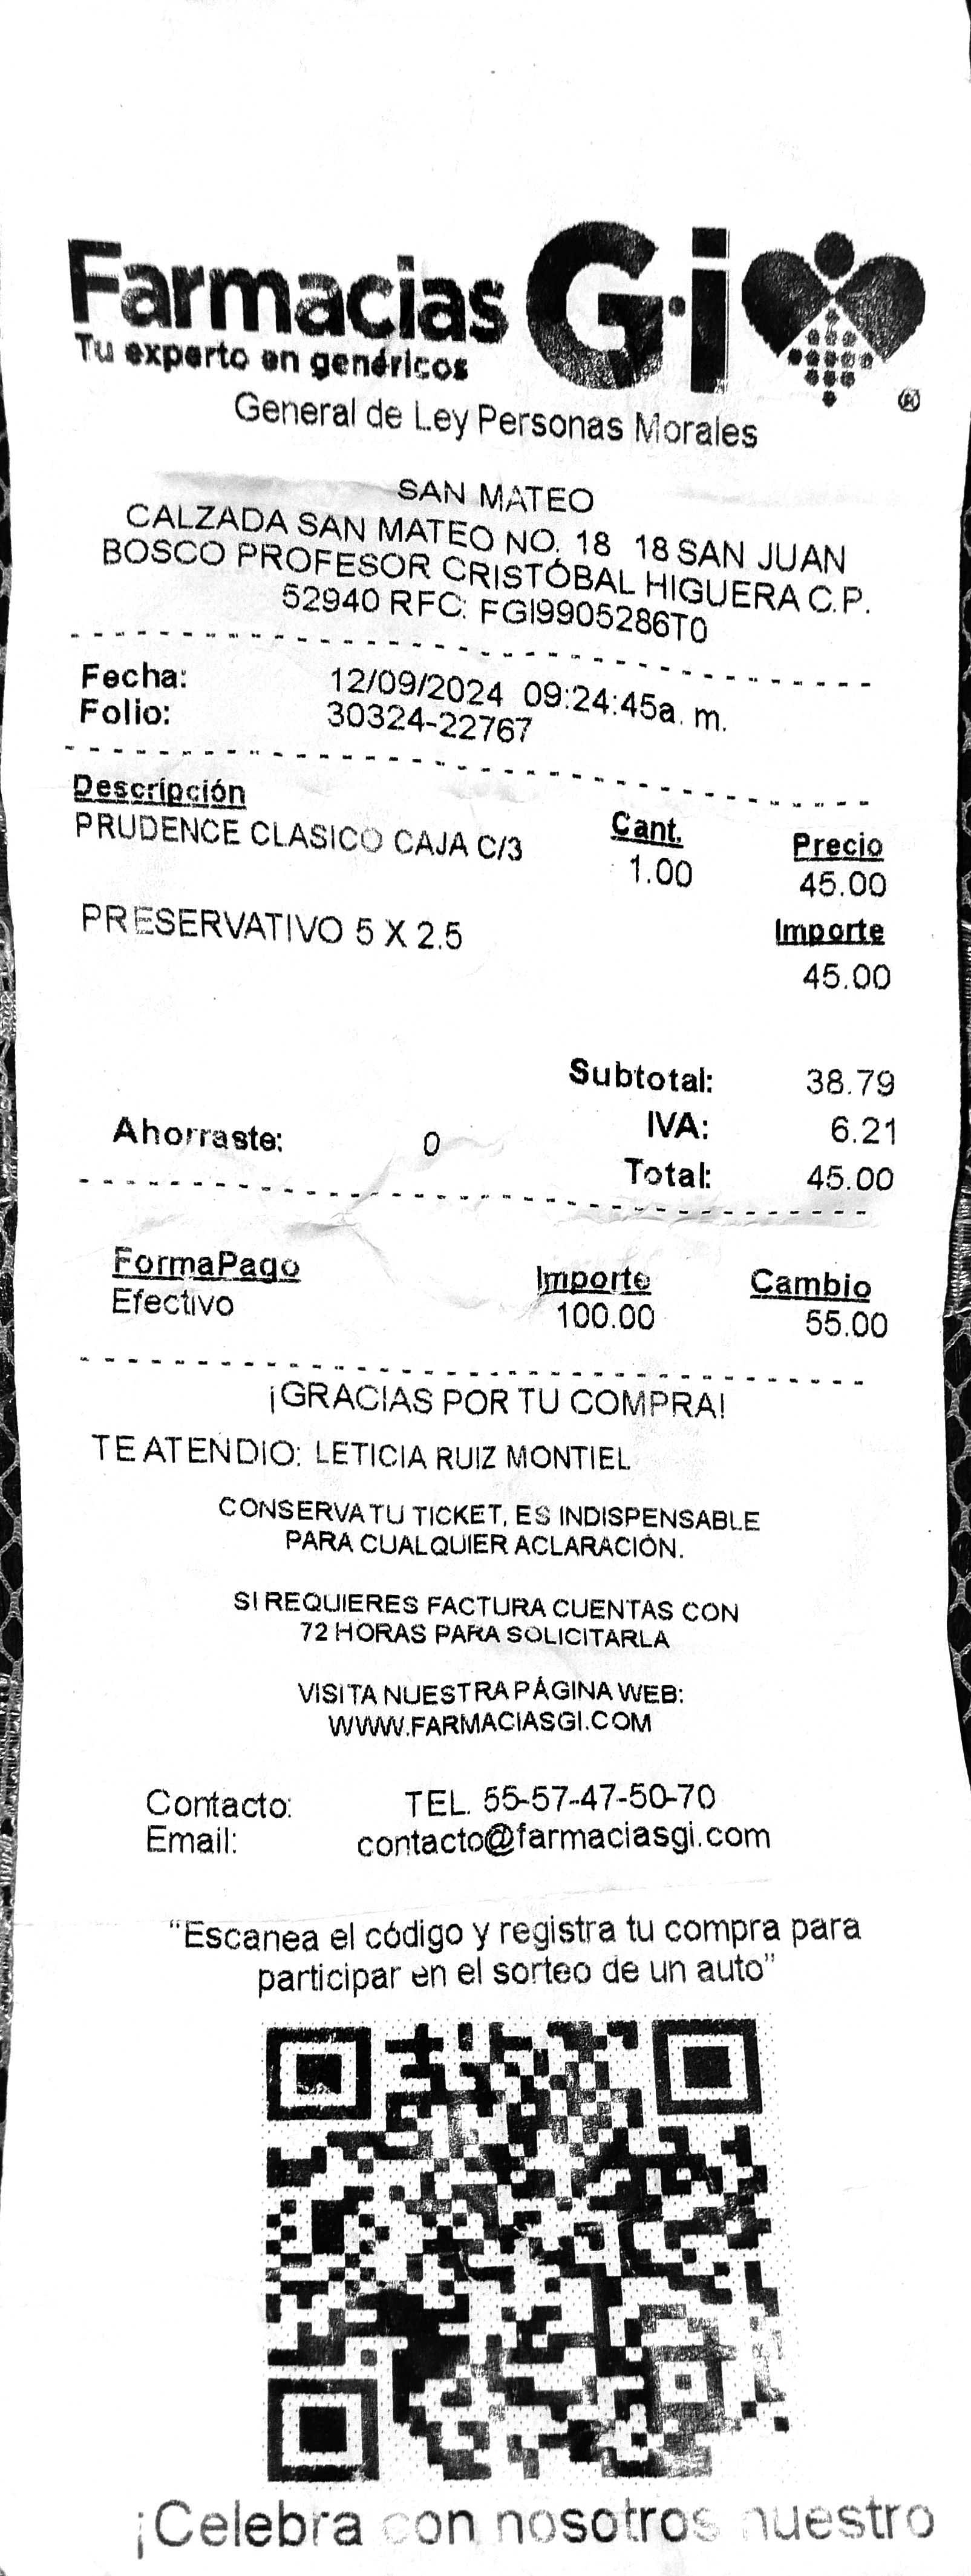 Farmacias G·i ®
Tu experto en genéricos
General de Ley Personas Morales
SAN MATEO
CALZADA SAN MATEO NO. 18 18 SAN JUAN
BOSCO PROFESOR CRISTÓBAL HIGUERA C.P.
52940 RFC: FGI9905286T0
Fecha: 12/09/2024 09:24:45a. m.
Folio: 30324-22767
Descripción Cant. Precio
PRUDENCE CLASICO CAJA C/3 1.00 45.00
PRESERVATIVO 5 X 2.5 Importe
45.00
Subtotal: 38.79
IVA: 6.21
Ahorraste: 0 Total: 45.00
FormaPago Importe Cambio
Efectivo 100.00 55.00
¡GRACIAS POR TU COMPRA!
TE ATENDIO: LETICIA RUIZ MONTIEL
CONSERVA TU TICKET, ES INDISPENSABLE
PARA CUALQUIER ACLARACIÓN.
SI REQUIERES FACTURA CUENTAS CON
72 HORAS PARA SOLICITARLA
VISITA NUESTRA PÁGINA WEB:
WWW.FARMACIASGI.COM
Contacto: TEL. 55-57-47-50-70
Email: contacto@farmaciasgi.com
"Escanea el código y registra tu compra para
participar en el sorteo de un auto"
¡Celebra con nosotros nuestro